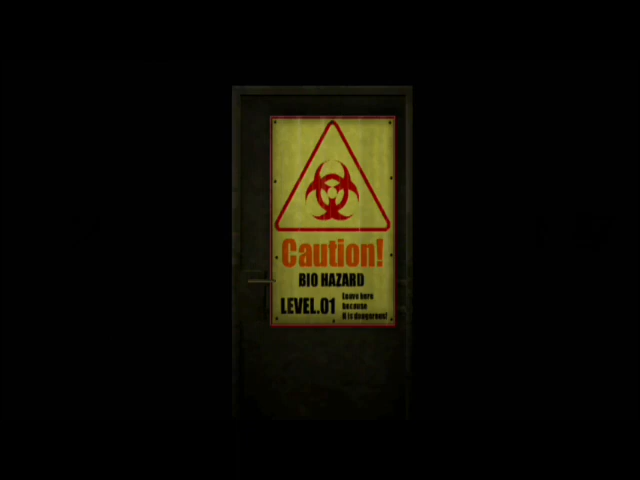 Caution!
BIO HAZARD
LEVEL.01
Leave here
because
it is dangerous!